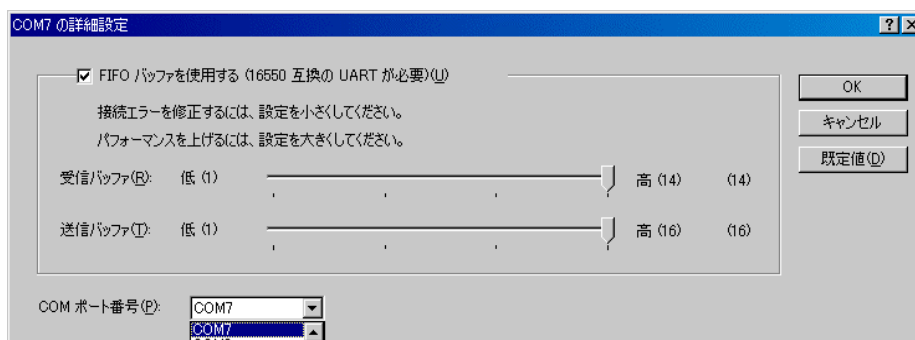 COM7 の詳細設定
FIFO バッファを使用する (16550 互換の UART が必要)(U)
接続エラーを修正するには、設定を小さくしてください。
パフォーマンスを上げるには、設定を大きくしてください。
受信バッファ(R): 低 (1) 高 (14) (14)
送信バッファ(T): 低 (1) 高 (16) (16)
OK
キャンセル
既定値(D)
COM ポート番号(P): COM7
COM7